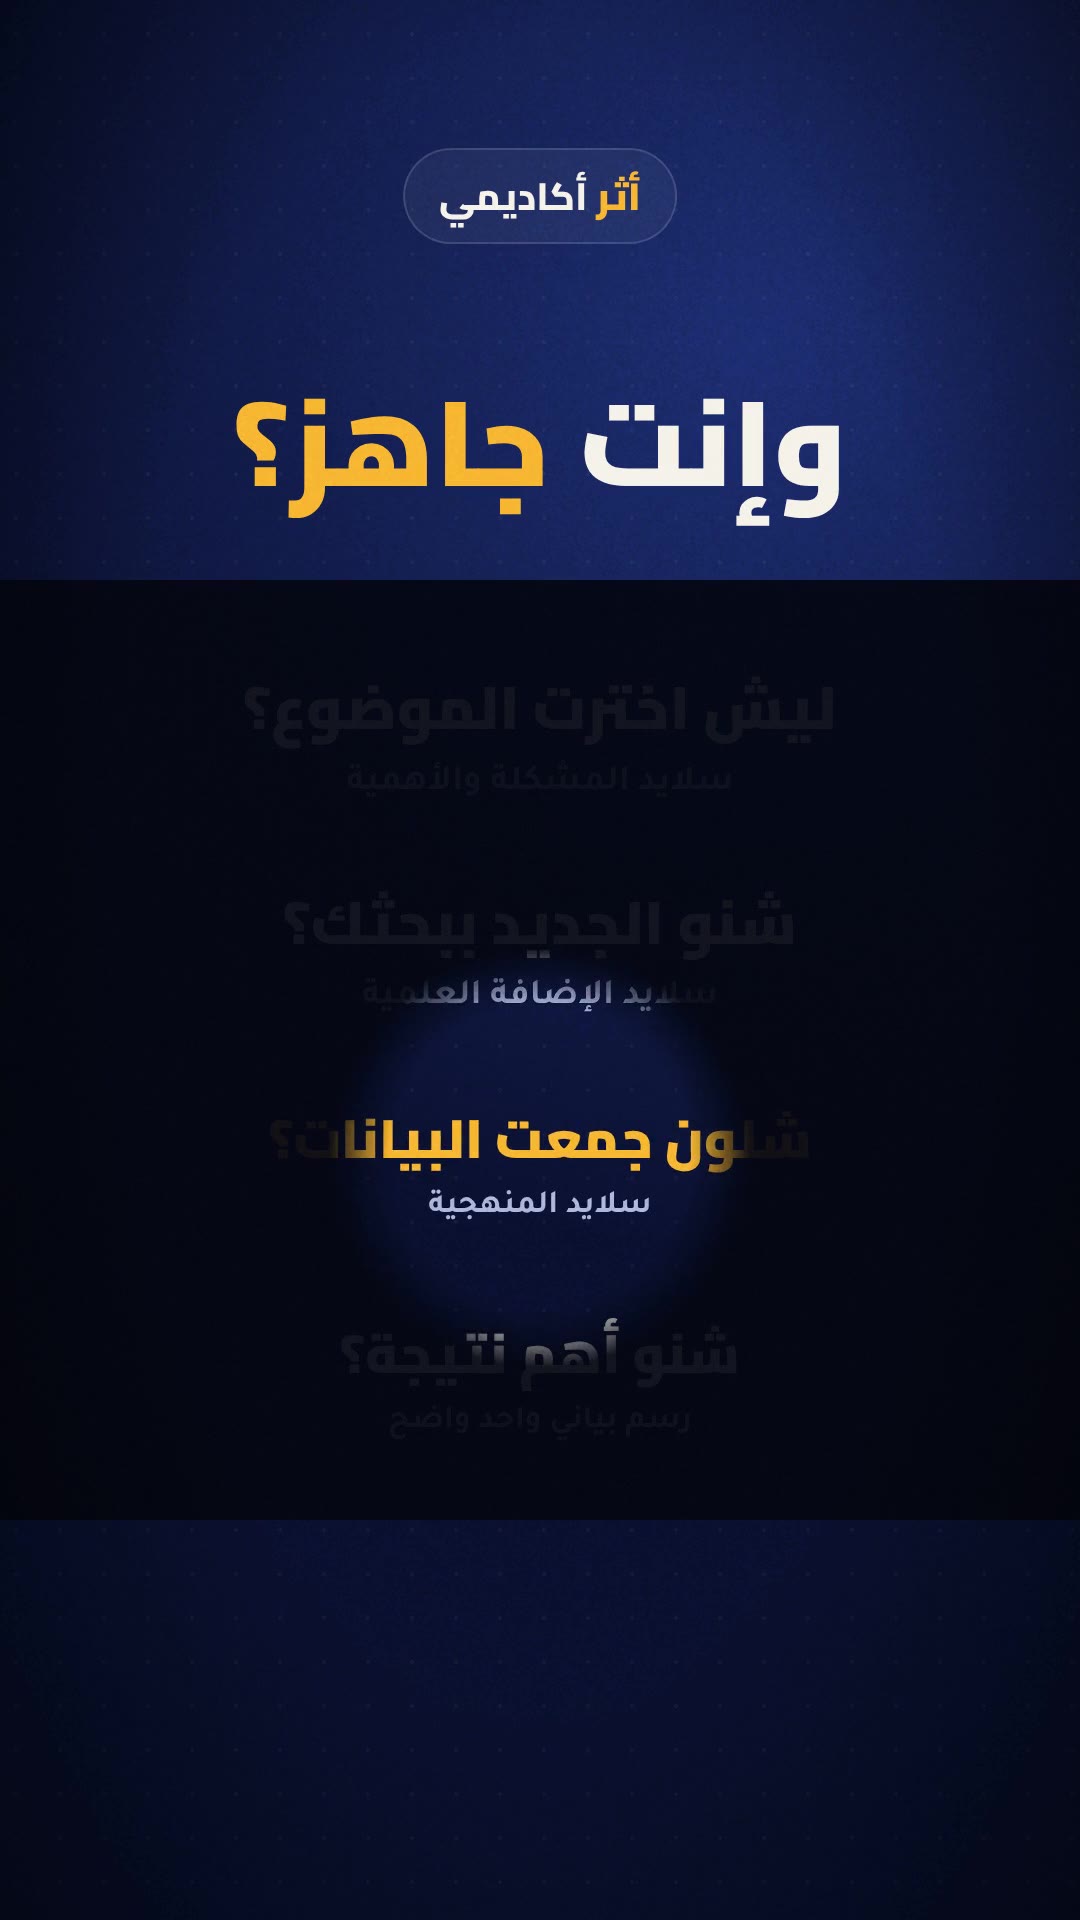 أثر أكاديمي
وإنت جاهز؟
ليش اخترت الموضوع؟
سلايد المشكلة والأهمية
شنو الجديد ببحثك؟
سلايد الإضافة العلمية
شلون جمعت البيانات؟
سلايد المنهجية
شنو أهم نتيجة؟
رسم بياني واحد واضح